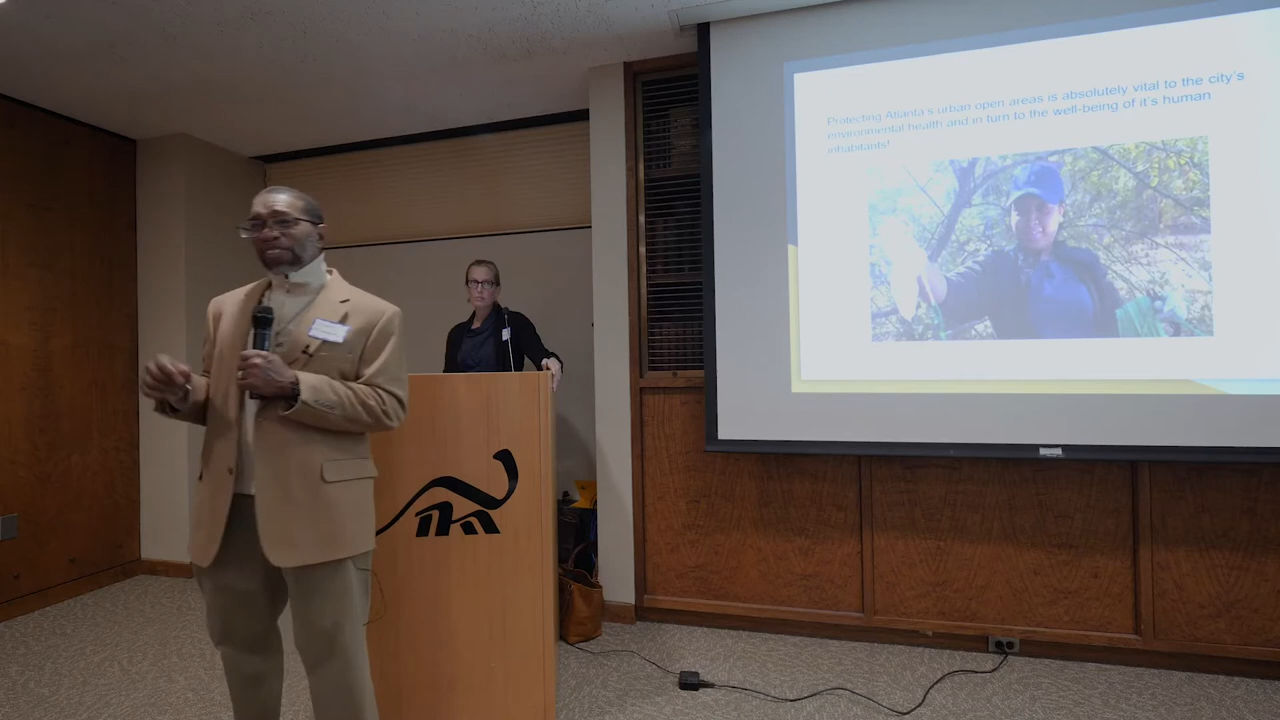 Protecting Atlanta's urban open areas is absolutely vital to the city's
environmental health and in turn to the well-being of it's human
inhabitants!